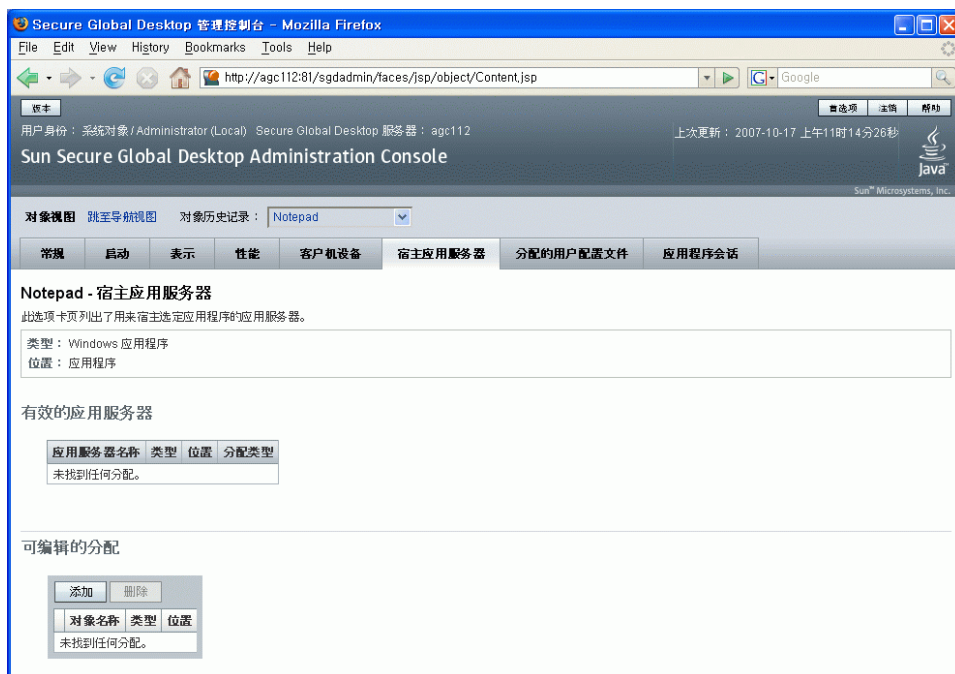 Secure Global Desktop 管理控制台 - Mozilla Firefox
File Edit View History Bookmarks Tools Help
http://agc112:81/sgdadmin/faces/jsp/object/Content.jsp G Google
版本 首选项 注销 帮助
用户身份： 系统对象 / Administrator (Local) Secure Global Desktop 服务器： agc112 上次更新： 2007-10-17 上午11时14分26秒
Sun Secure Global Desktop Administration Console
Java
Sun™ Microsystems, Inc.
对象视图 跳至导航视图 对象历史记录： Notepad
常规 启动 表示 性能 客户机设备 宿主应用服务器 分配的用户配置文件 应用程序会话
Notepad - 宿主应用服务器
此选项卡页列出了用来宿主选定应用程序的应用服务器。
类型： Windows 应用程序
位置： 应用程序
有效的应用服务器
应用服务器名称 类型 位置 分配类型
未找到任何分配。
可编辑的分配
添加 删除
对象名称 类型 位置
未找到任何分配。